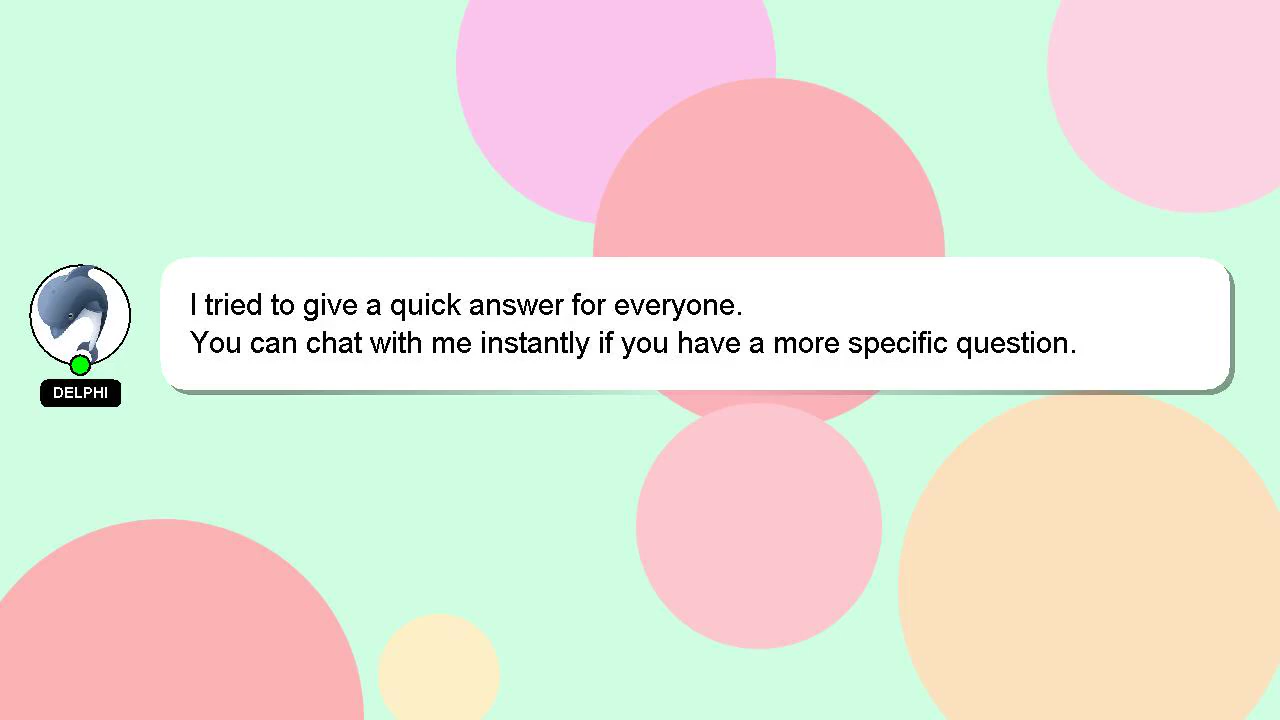 I tried to give a quick answer for everyone.
You can chat with me instantly if you have a more specific question.
DELPHI